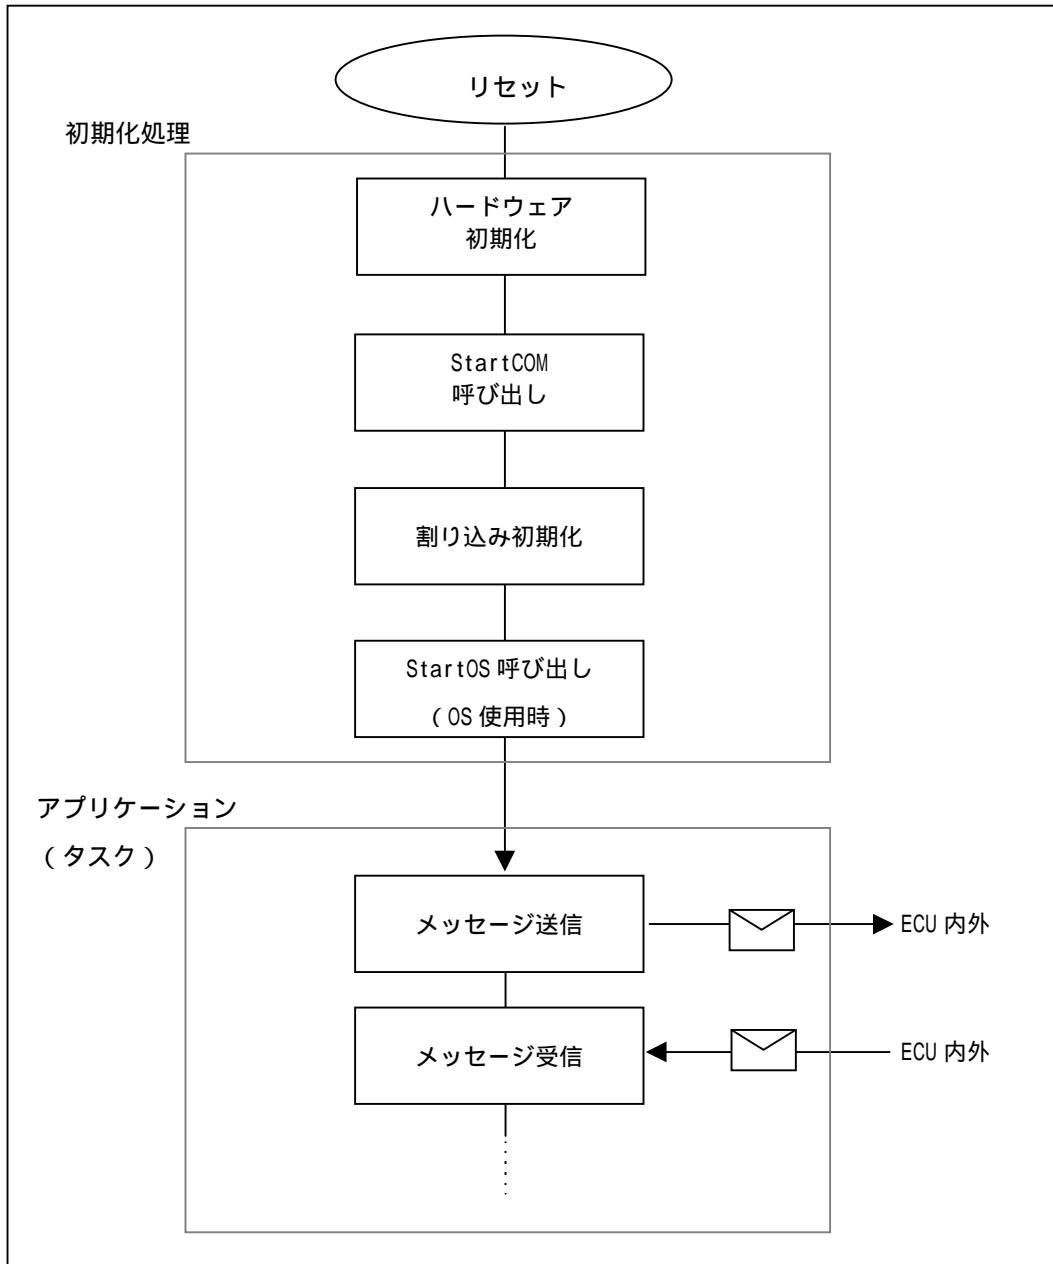 リセット
初期化処理
ハードウェア
初期化
StartCOM
呼び出し
割り込み初期化
StartOS 呼び出し
（OS 使用時）
アプリケーション
（タスク）
メッセージ送信
ECU 内外
メッセージ受信
ECU 内外